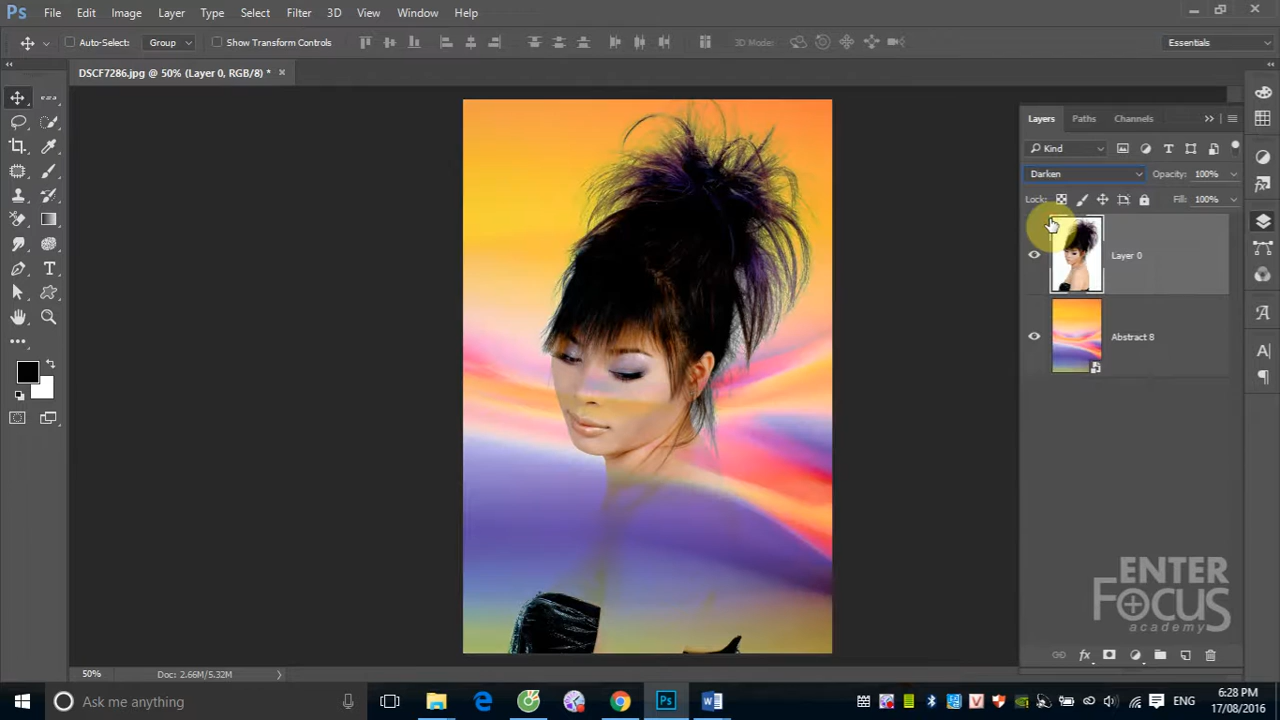 Ps File Edit Image Layer Type Select Filter 3D View Window Help
Auto-Select: Group Show Transform Controls 3D Mode: Essentials
DSCF7286.jpg @ 50% (Layer 0, RGB/8) *
Layers Paths Channels
Kind
Darken Opacity: 100%
Lock: Fill: 100%
Layer 0
Abstract 8
ENTER
FOCUS
academy
50% Doc: 2.66M/5.32M
Ask me anything
Ps
ENG
6:28 PM
17/08/2016